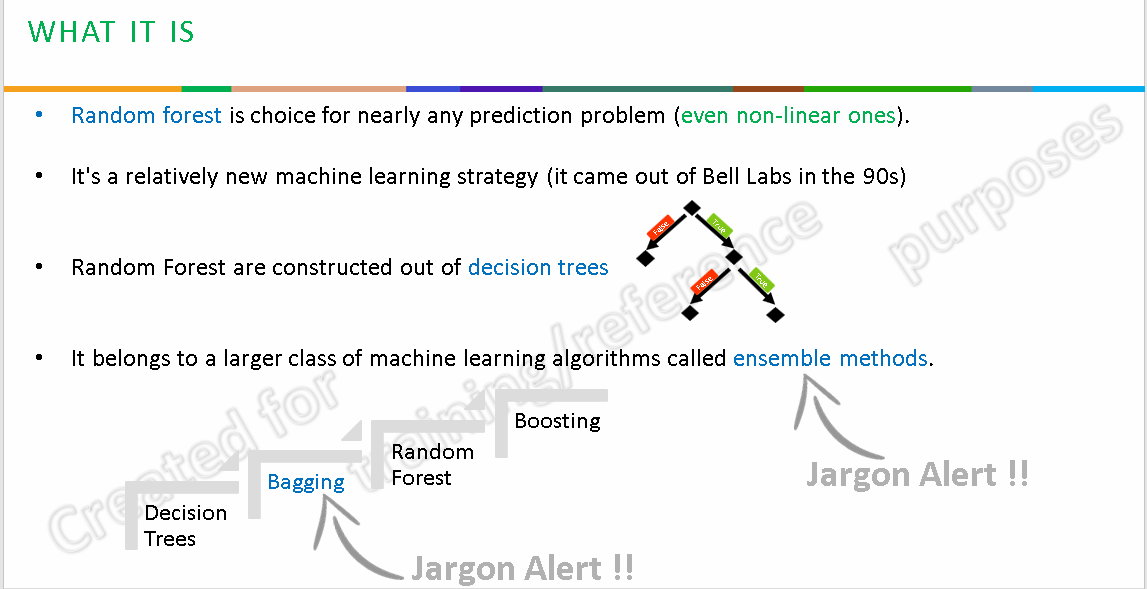 WHAT IT IS
• Random forest is choice for nearly any prediction problem (even non-linear ones).
• It's a relatively new machine learning strategy (it came out of Bell Labs in the 90s)
False True
• Random Forest are constructed out of decision trees
False True
• It belongs to a larger class of machine learning algorithms called ensemble methods.
Boosting
Random
Forest
Bagging
Decision
Trees
Jargon Alert !!
Jargon Alert !!
Created for training/reference purposes